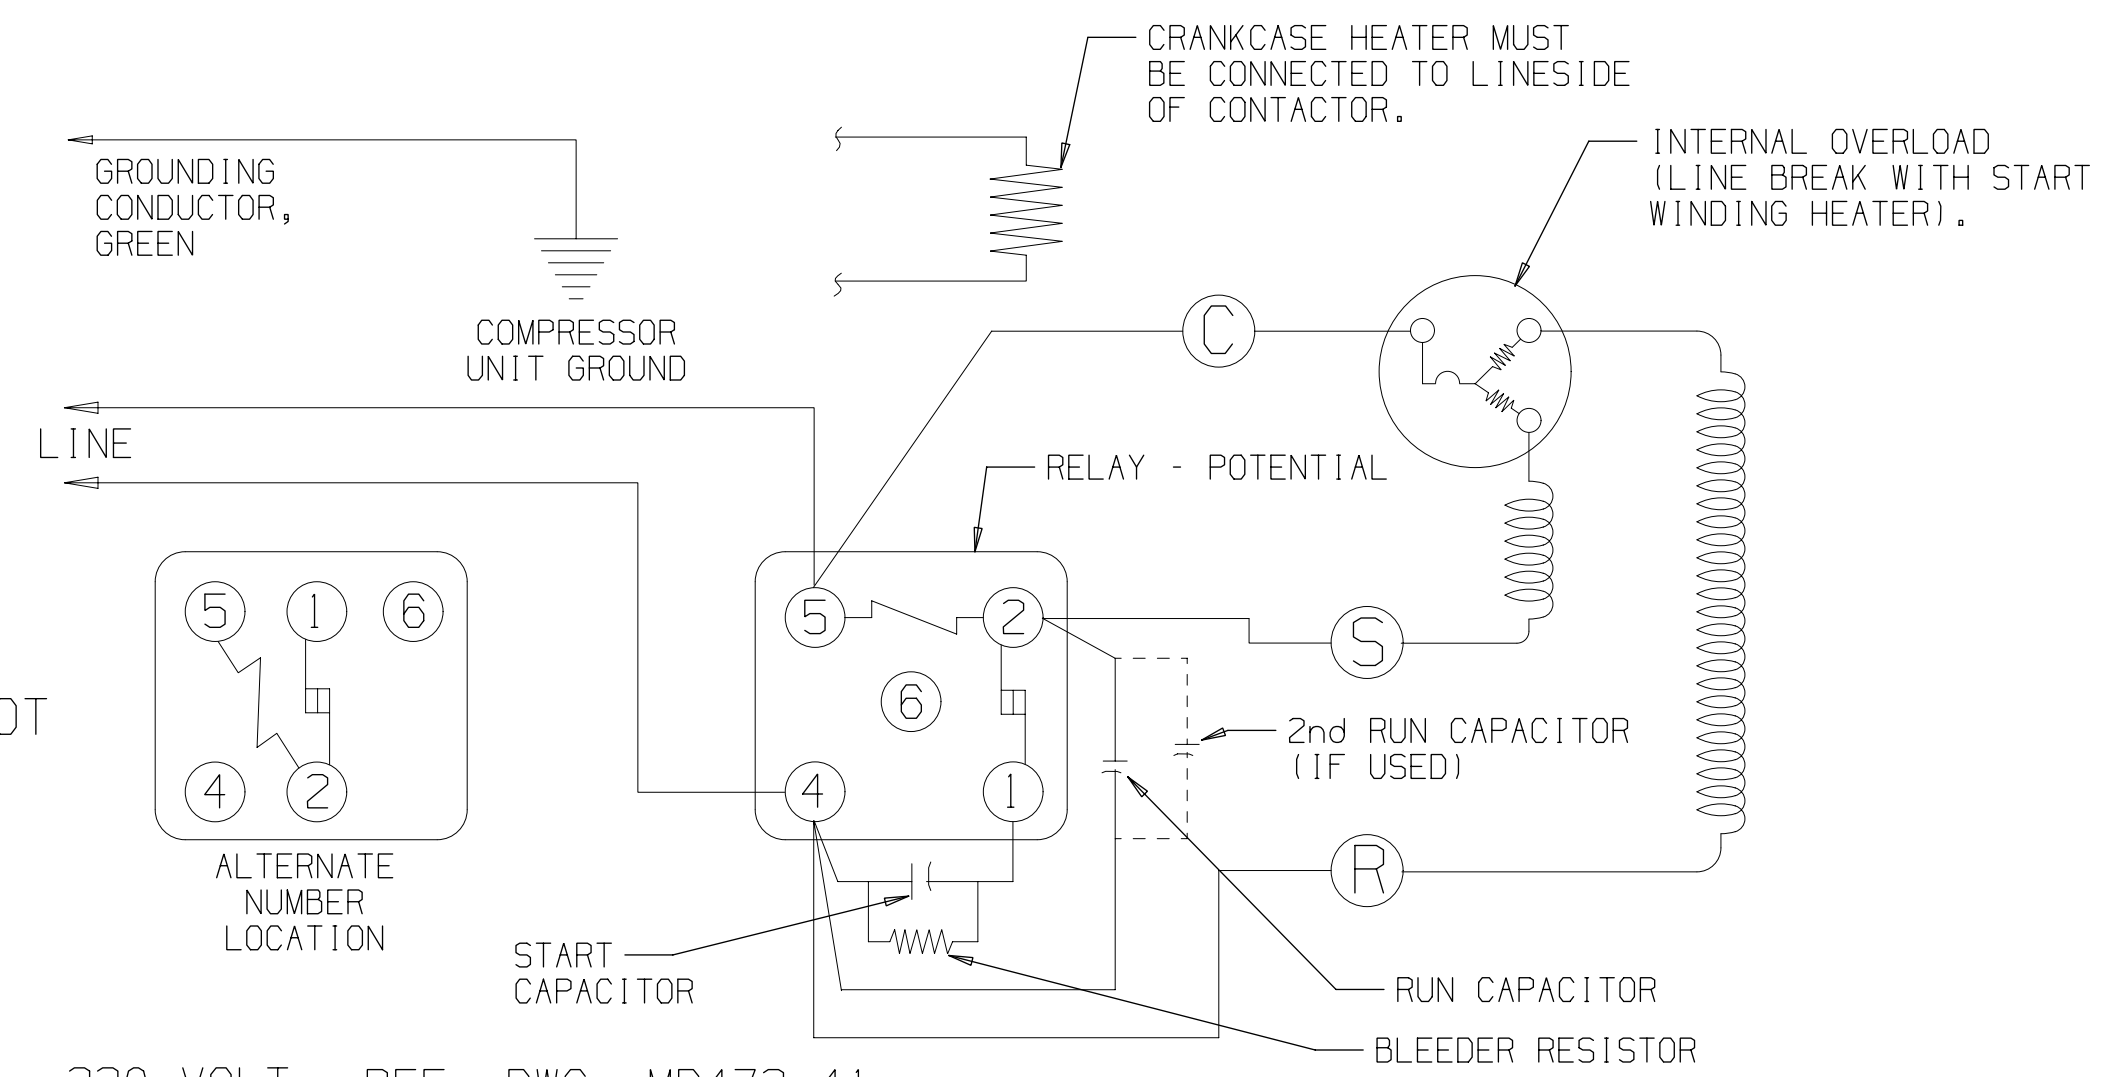 CRANKCASE HEATER MUST
BE CONNECTED TO LINESIDE
OF CONTACTOR.
INTERNAL OVERLOAD
(LINE BREAK WITH START
WINDING HEATER).
GROUNDING
CONDUCTOR,
GREEN
COMPRESSOR
UNIT GROUND
C
LINE
RELAY - POTENTIAL
5 1 6
4 2
ALTERNATE
NUMBER
LOCATION
5 2
6
4 1
S
2nd RUN CAPACITOR
(IF USED)
R
START
CAPACITOR
RUN CAPACITOR
BLEEDER RESISTOR